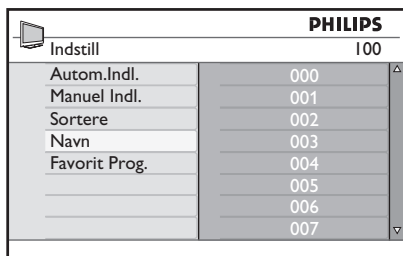 PHILIPS
Indstill 100
Autom.Indl. 000
Manuel Indl. 001
Sortere 002
Navn 003
Favorit Prog. 004
005
006
007